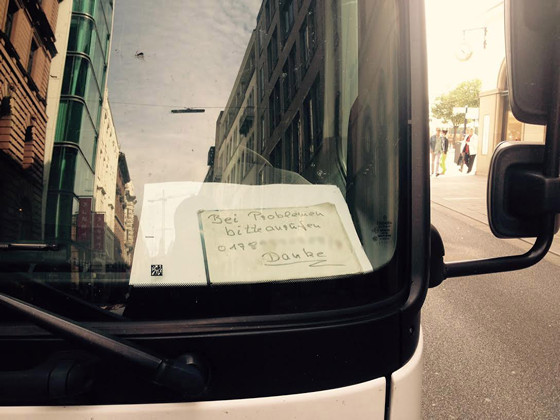 Bei Problemen
bitte anrufen
0178
Danke